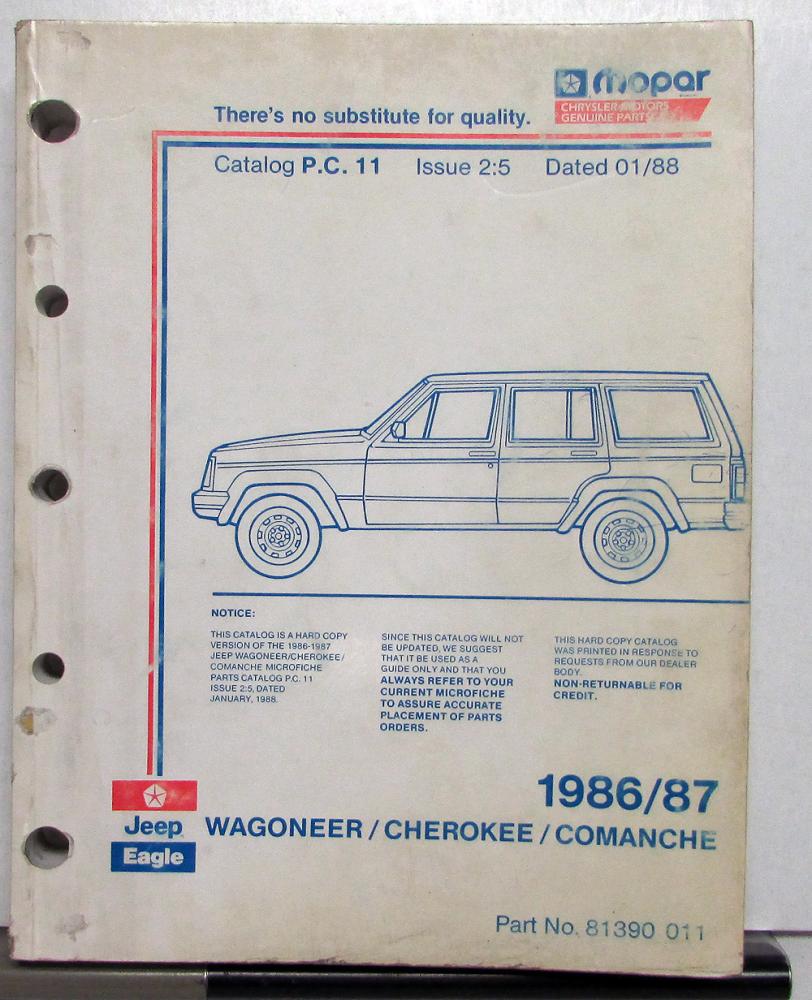 mopar
CHRYSLER MOTORS
GENUINE PARTS
There's no substitute for quality.
Catalog P.C. 11 Issue 2:5 Dated 01/88
NOTICE:
THIS CATALOG IS A HARD COPY
VERSION OF THE 1986-1987
JEEP WAGONEER/CHEROKEE/
COMANCHE MICROFICHE
PARTS CATALOG P.C. 11
ISSUE 2:5, DATED
JANUARY, 1988.
SINCE THIS CATALOG WILL NOT
BE UPDATED, WE SUGGEST
THAT IT BE USED AS A
GUIDE ONLY AND THAT YOU
ALWAYS REFER TO YOUR
CURRENT MICROFICHE
TO ASSURE ACCURATE
PLACEMENT OF PARTS
ORDERS.
THIS HARD COPY CATALOG
WAS PRINTED IN RESPONSE TO
REQUESTS FROM OUR DEALER
BODY.
NON-RETURNABLE FOR
CREDIT.
1986/87
Jeep
WAGONEER / CHEROKEE / COMANCHE
Eagle
Part No. 81390 011